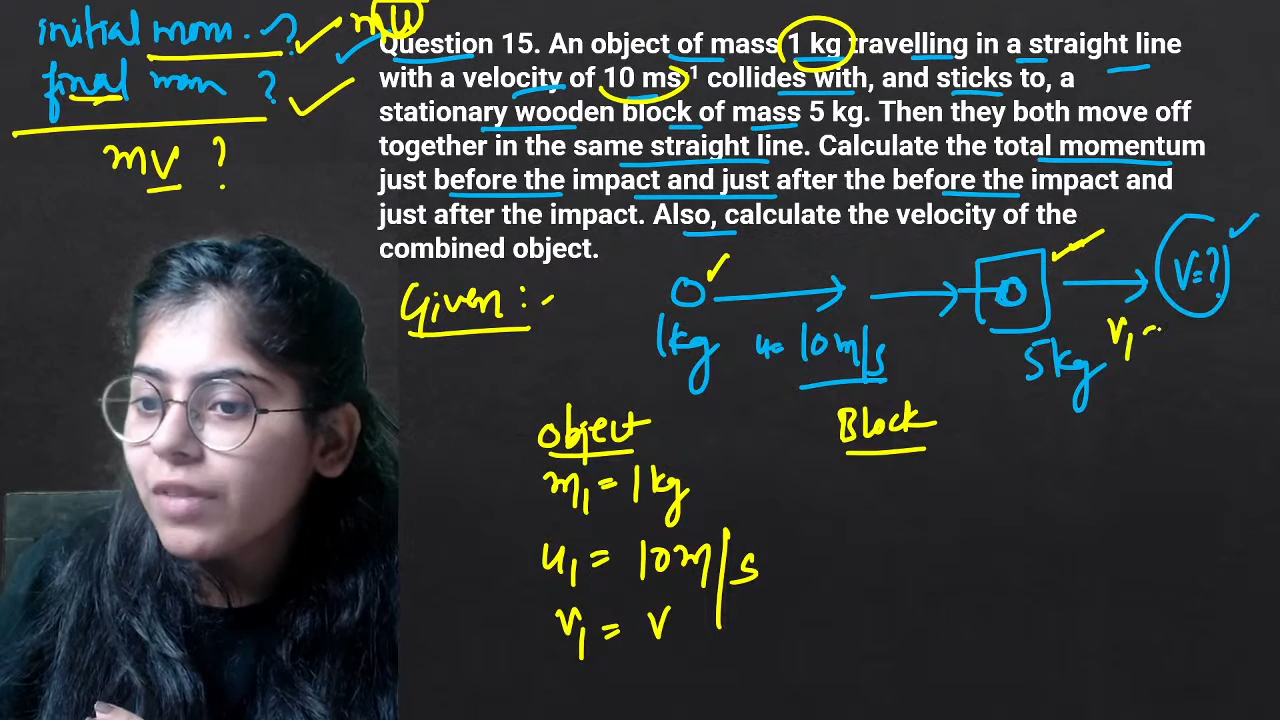 initial mom. ?
final mom ?
mu
mv ?
Question 15. An object of mass 1 kg travelling in a straight line
with a velocity of 10 ms⁻¹ collides with, and sticks to, a
stationary wooden block of mass 5 kg. Then they both move off
together in the same straight line. Calculate the total momentum
just before the impact and just after the before the impact and
just after the impact. Also, calculate the velocity of the
combined object.
Given :-
1kg
u= 10m/s
5kg
V=?
v₁ =
object
m₁ = 1kg
u₁ = 10m/s
v₁ = v
Block